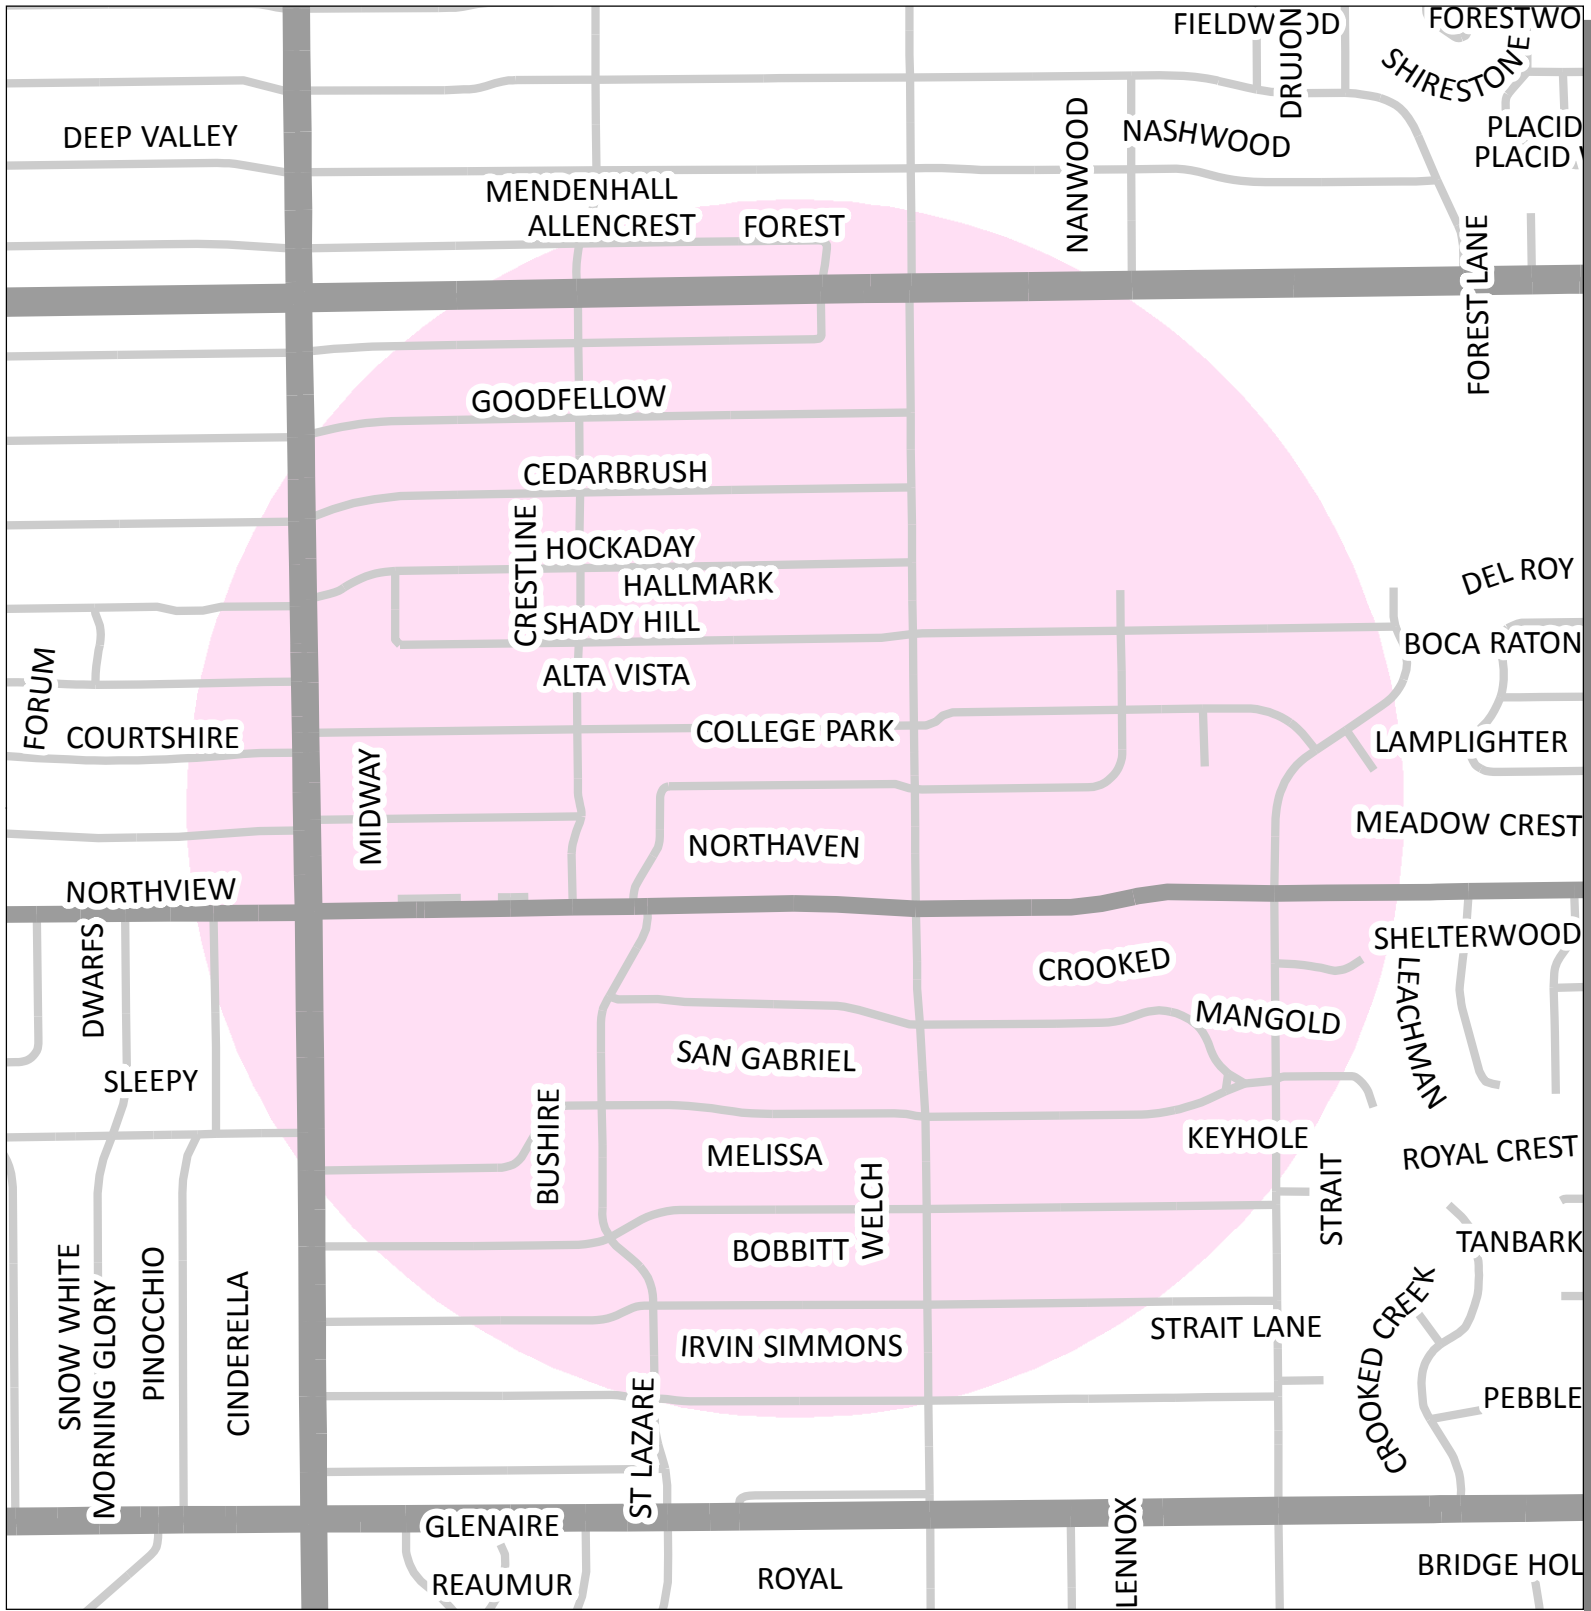 FIELDWOOD
FORESTWO
DRUJON
SHIRESTONE
DEEP VALLEY
NANWOOD
NASHWOOD
PLACID
PLACID
MENDENHALL
ALLENCREST
FOREST
FOREST LANE
GOODFELLOW
CEDARBRUSH
CRESTLINE
HOCKADAY
HALLMARK
DEL ROY
SHADY HILL
BOCA RATON
FORUM
ALTA VISTA
COURTSHIRE
COLLEGE PARK
LAMPLIGHTER
MIDWAY
NORTHAVEN
MEADOW CREST
NORTHVIEW
DWARFS
CROOKED
SHELTERWOOD
LEACHMAN
MANGOLD
SAN GABRIEL
SLEEPY
BUSHIRE
MELISSA
KEYHOLE
ROYAL CREST
WELCH
STRAIT
BOBBITT
TANBARK
SNOW WHITE
MORNING GLORY
PINOCCHIO
CINDERELLA
STRAIT LANE
CROOKED CREEK
IRVIN SIMMONS
ST LAZARE
PEBBLE
GLENAIRE
LENNOX
REAUMUR
ROYAL
BRIDGE HOL